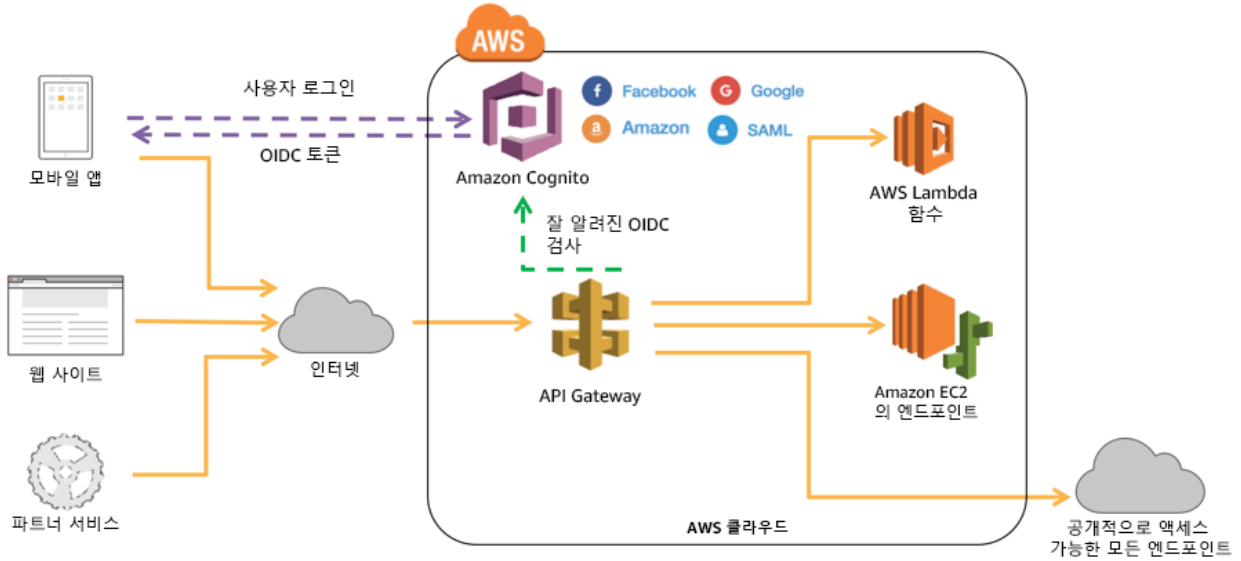 AWS
사용자 로그인
OIDC 토큰
모바일 앱
f Facebook
G Google
a Amazon
SAML
Amazon Cognito
잘 알려진 OIDC
검사
AWS Lambda
함수
웹 사이트
인터넷
API Gateway
Amazon EC2
의 엔드포인트
파트너 서비스
AWS 클라우드
공개적으로 액세스
가능한 모든 엔드포인트